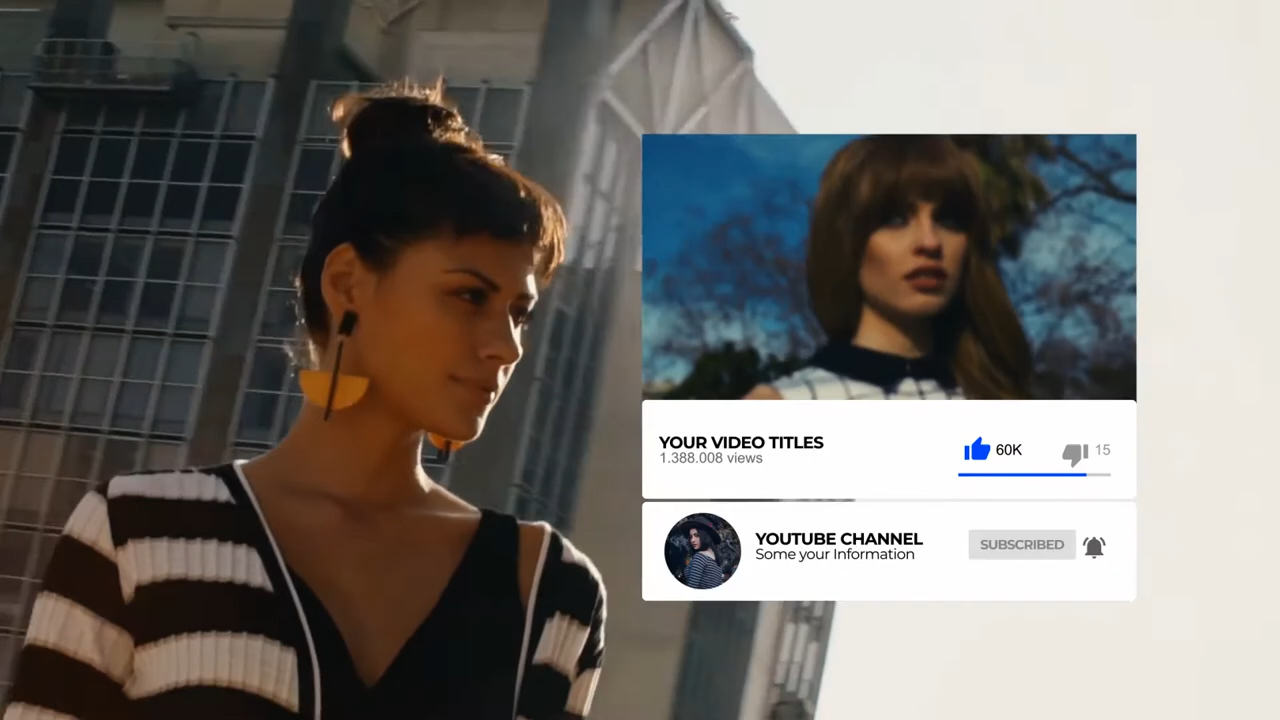 YOUR VIDEO TITLES
1.388.008 views
60K
15
YOUTUBE CHANNEL
Some your Information
SUBSCRIBED